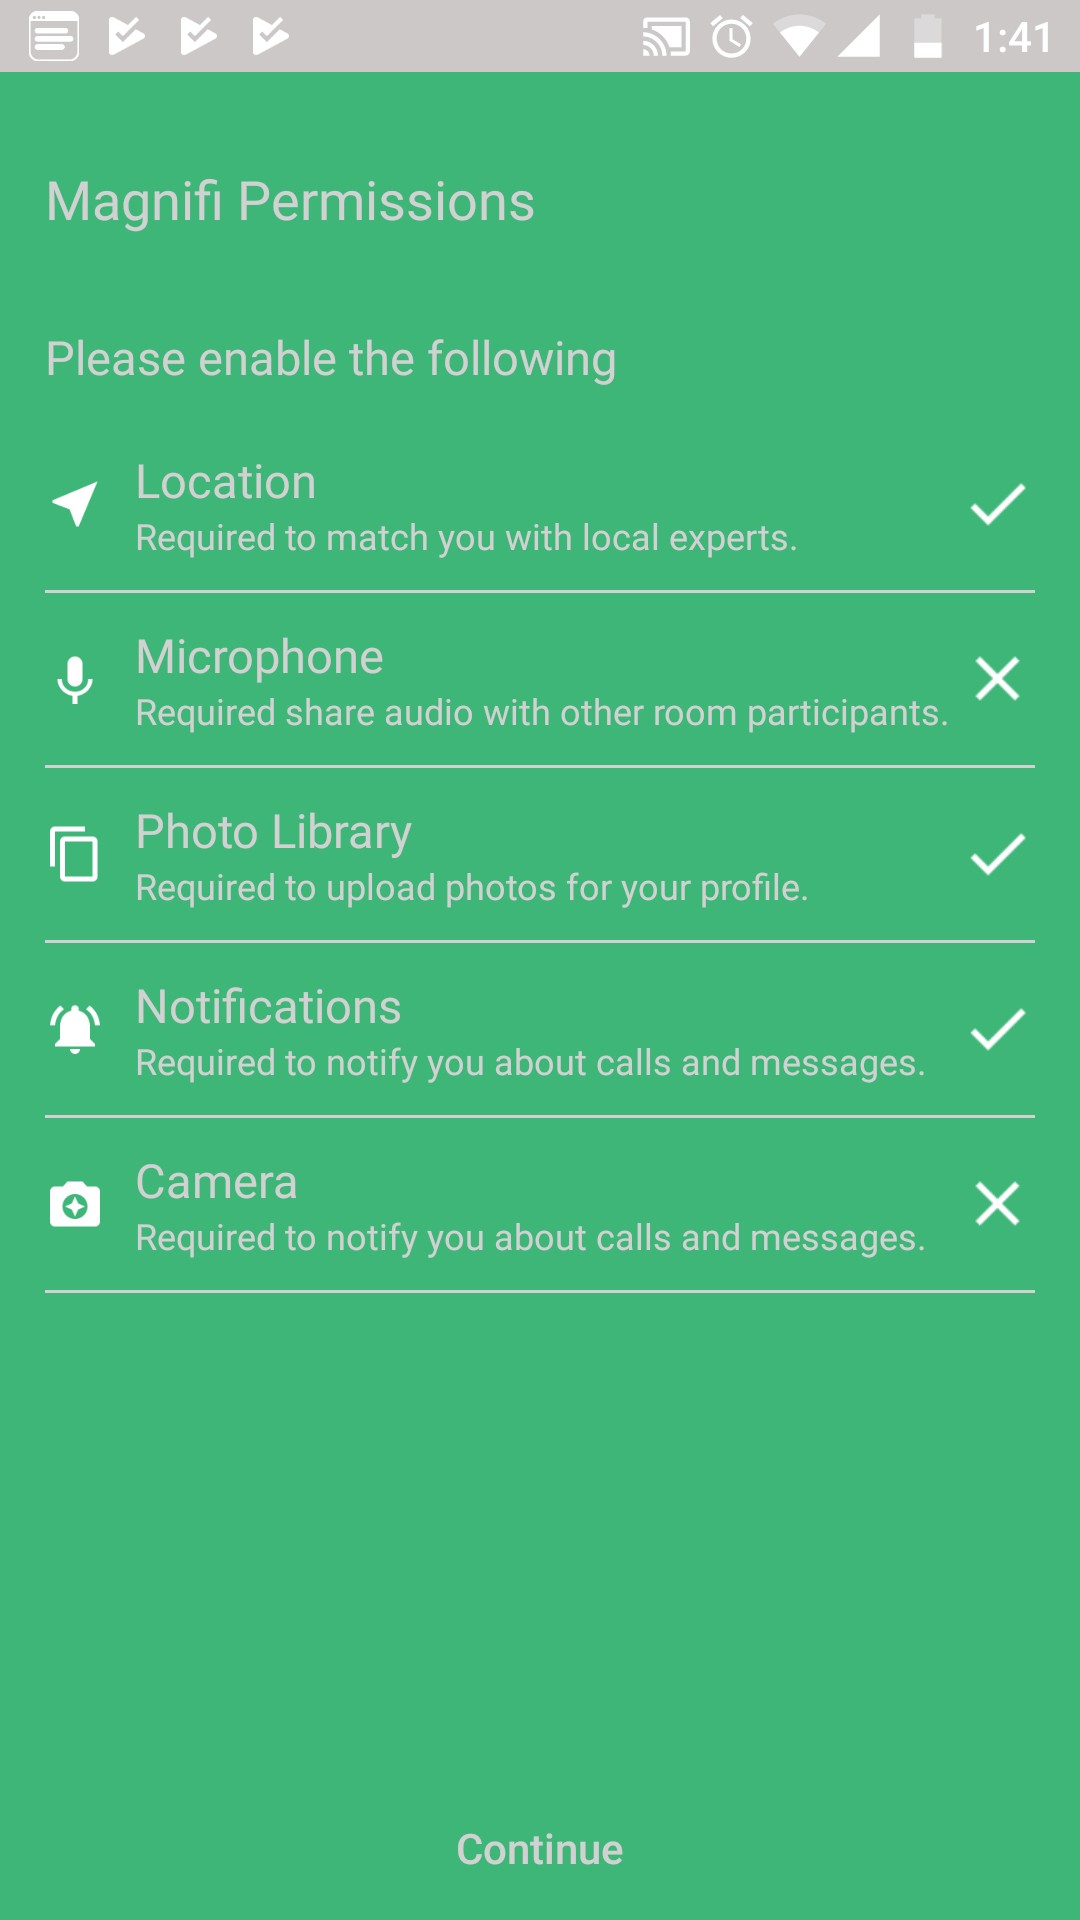 1:41
Magnifi Permissions
Please enable the following
Location
Required to match you with local experts.
Microphone
Required share audio with other room participants.
Photo Library
Required to upload photos for your profile.
Notifications
Required to notify you about calls and messages.
Camera
Required to notify you about calls and messages.
Continue